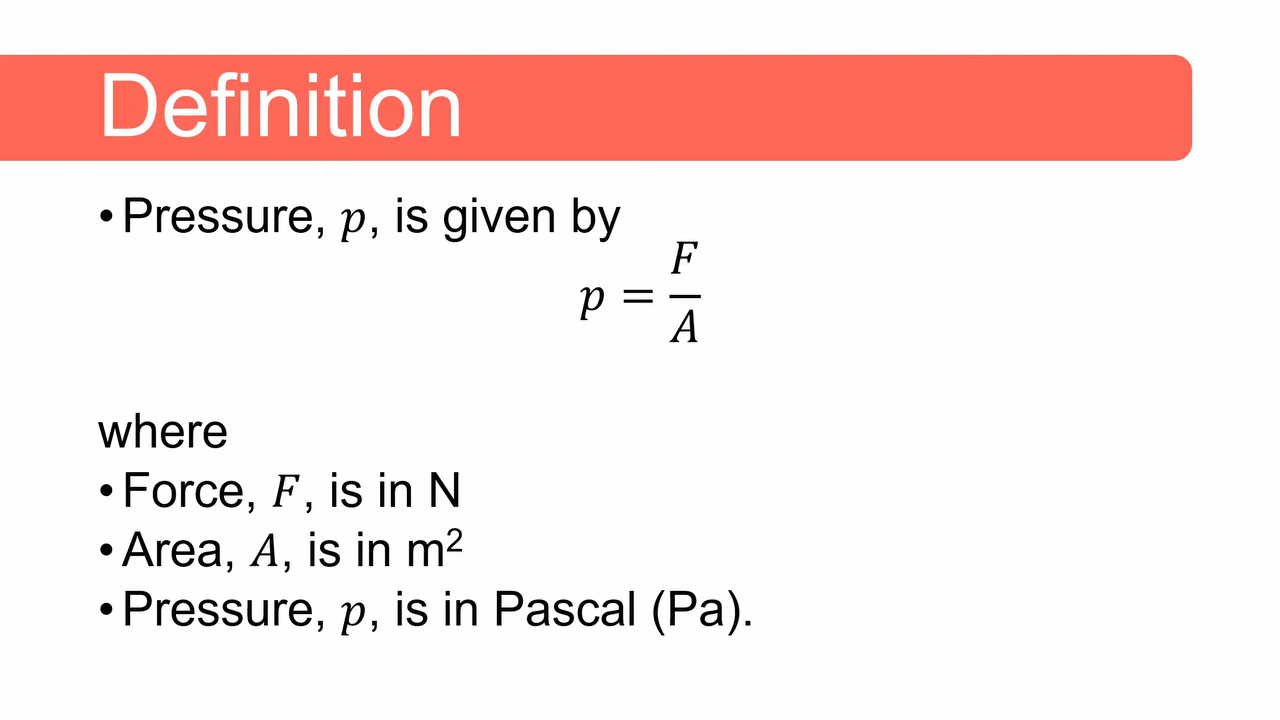 Definition
•Pressure, 𝑝, is given by
𝑝 = 𝐹/𝐴
where
•Force, 𝐹, is in N
•Area, 𝐴, is in m²
•Pressure, 𝑝, is in Pascal (Pa).